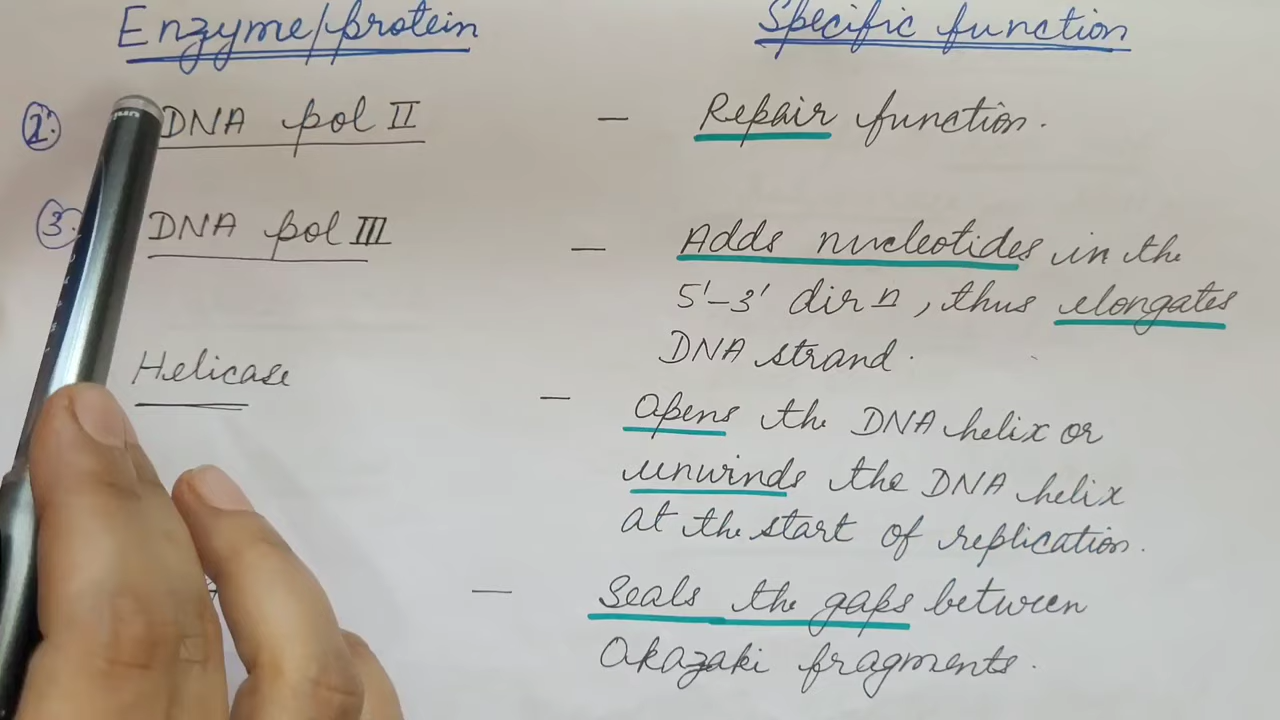 Enzyme/protein Specific function
2. DNA pol II — Repair function.
3. DNA pol III — Adds nucleotides in the
5'-3' dirn, thus elongates
DNA strand.
Helicase — Opens the DNA helix or
unwinds the DNA helix
at the start of replication.
— Seals the gaps between
Okazaki fragments.